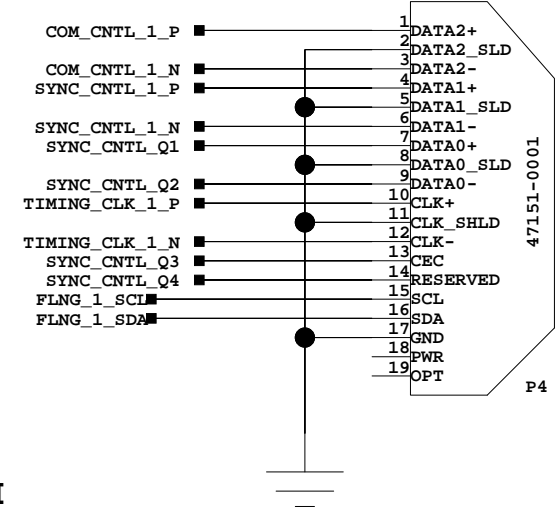 COM_CNTL_1_P 1 DATA2+
2 DATA2_SLD
COM_CNTL_1_N 3 DATA2-
SYNC_CNTL_1_P 4 DATA1+
5 DATA1_SLD
SYNC_CNTL_1_N 6 DATA1-
SYNC_CNTL_Q1 7 DATA0+
8 DATA0_SLD
SYNC_CNTL_Q2 9 DATA0-
TIMING_CLK_1_P 10 CLK+
11 CLK_SHLD
TIMING_CLK_1_N 12 CLK-
SYNC_CNTL_Q3 13 CEC
SYNC_CNTL_Q4 14 RESERVED
FLNG_1_SCL 15 SCL
FLNG_1_SDA 16 SDA
17 GND
18 PWR
19 OPT
47151-0001
P4
I